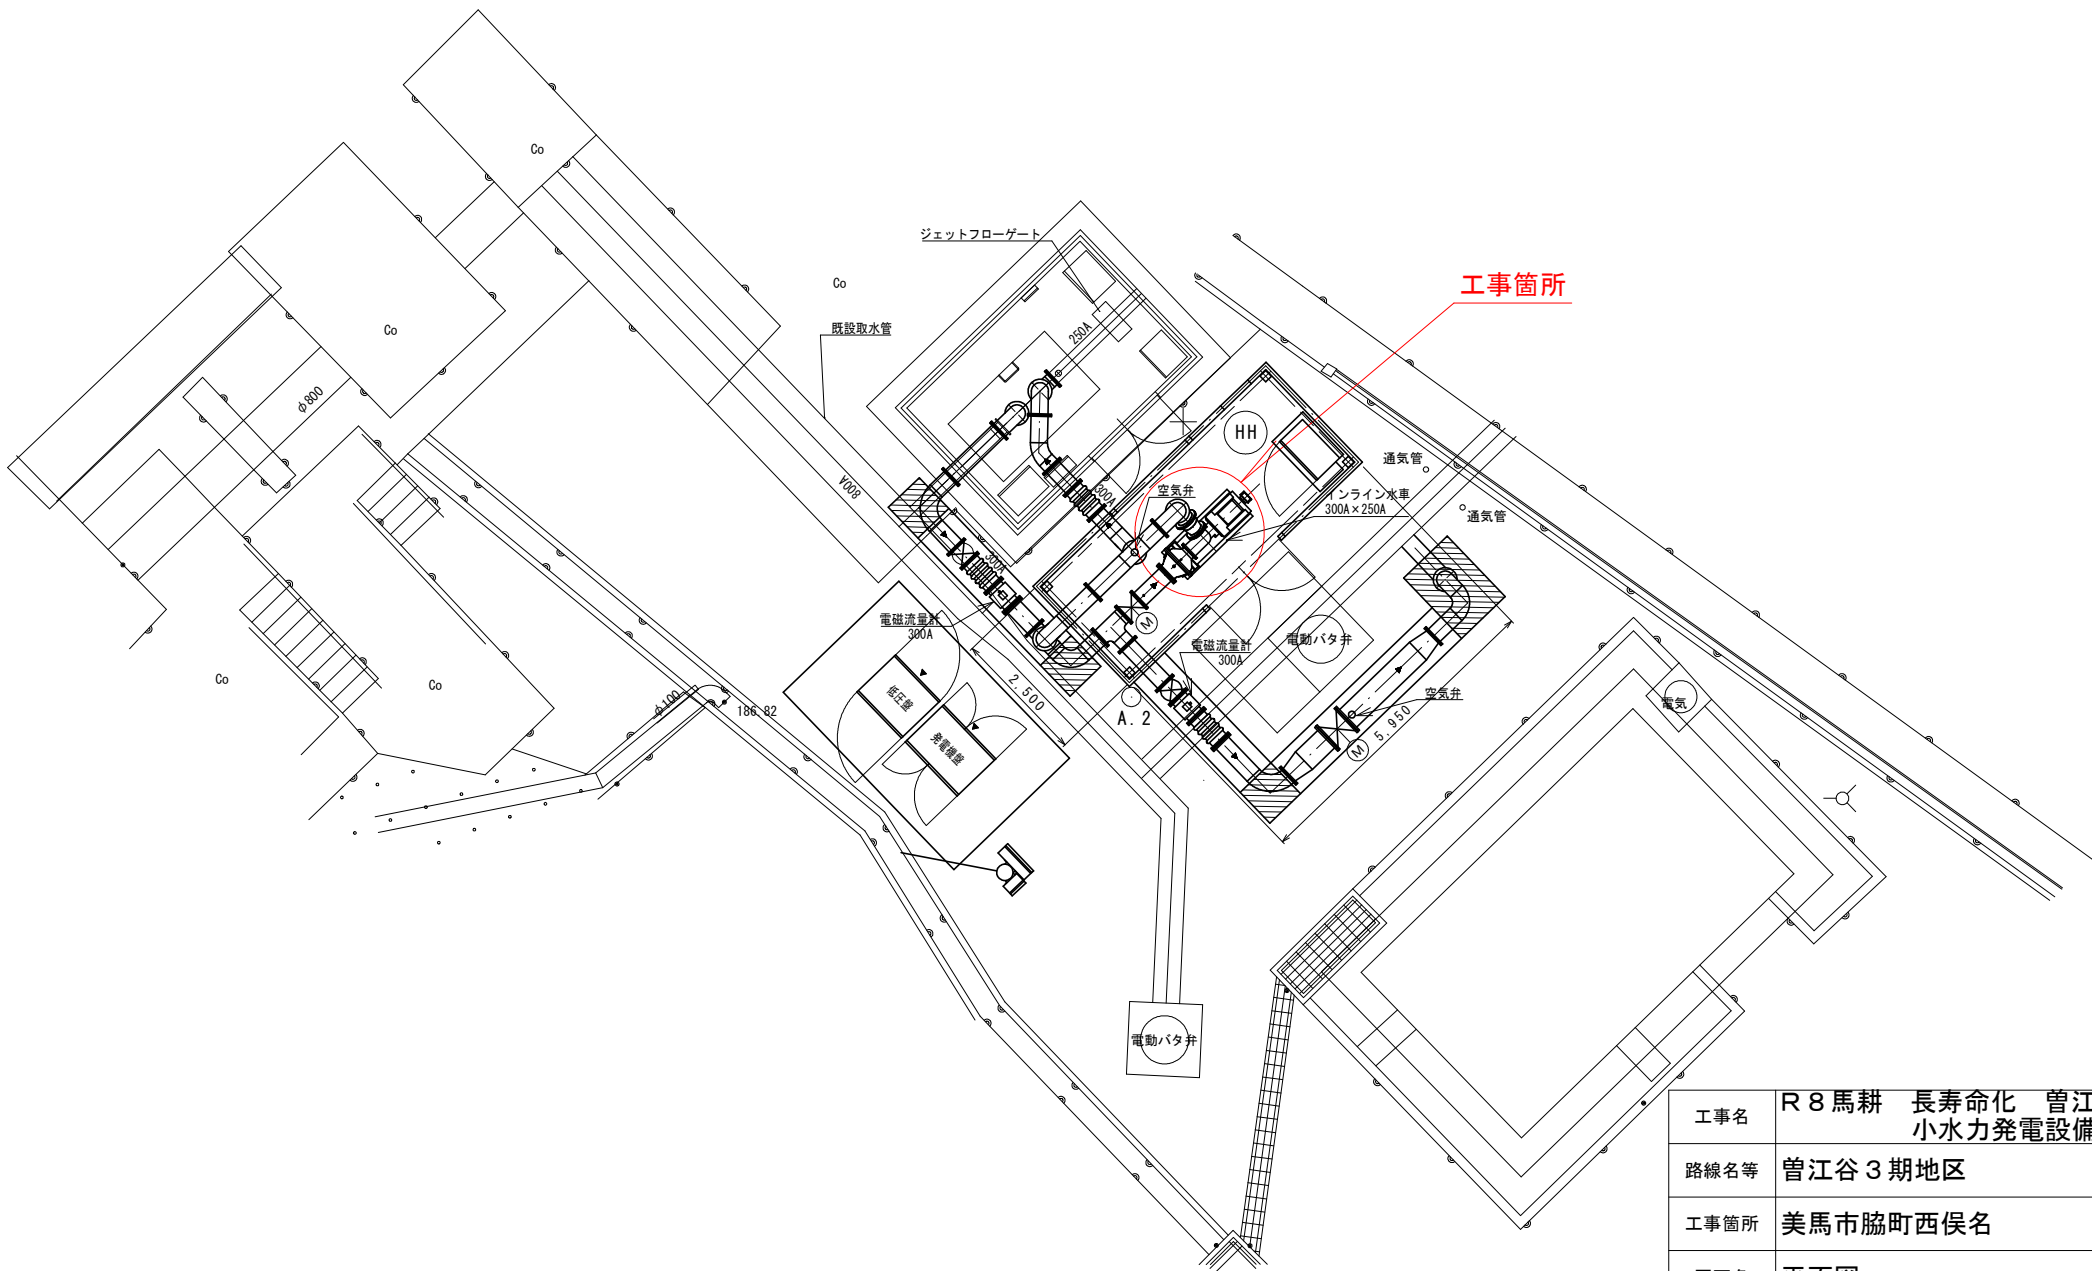 Co
ジェットフローゲート
Co
工事箇所
既設取水管
Co
250A
φ800
HH
通気管
800A
300A
空気弁
インライン水車
300A×250A
通気管
300A
電磁流量計
300A
M
電動バタ弁
電磁流量計
300A
Co
Co
低圧盤
2.500
φ100
186.82
A.2
空気弁
電気
発電機盤
5.950
M
電動バタ弁
工事名
R8馬耕 長寿命化 曽江
小水力発電設備
路線名等
曽江谷3期地区
工事箇所
美馬市脇町西俣名